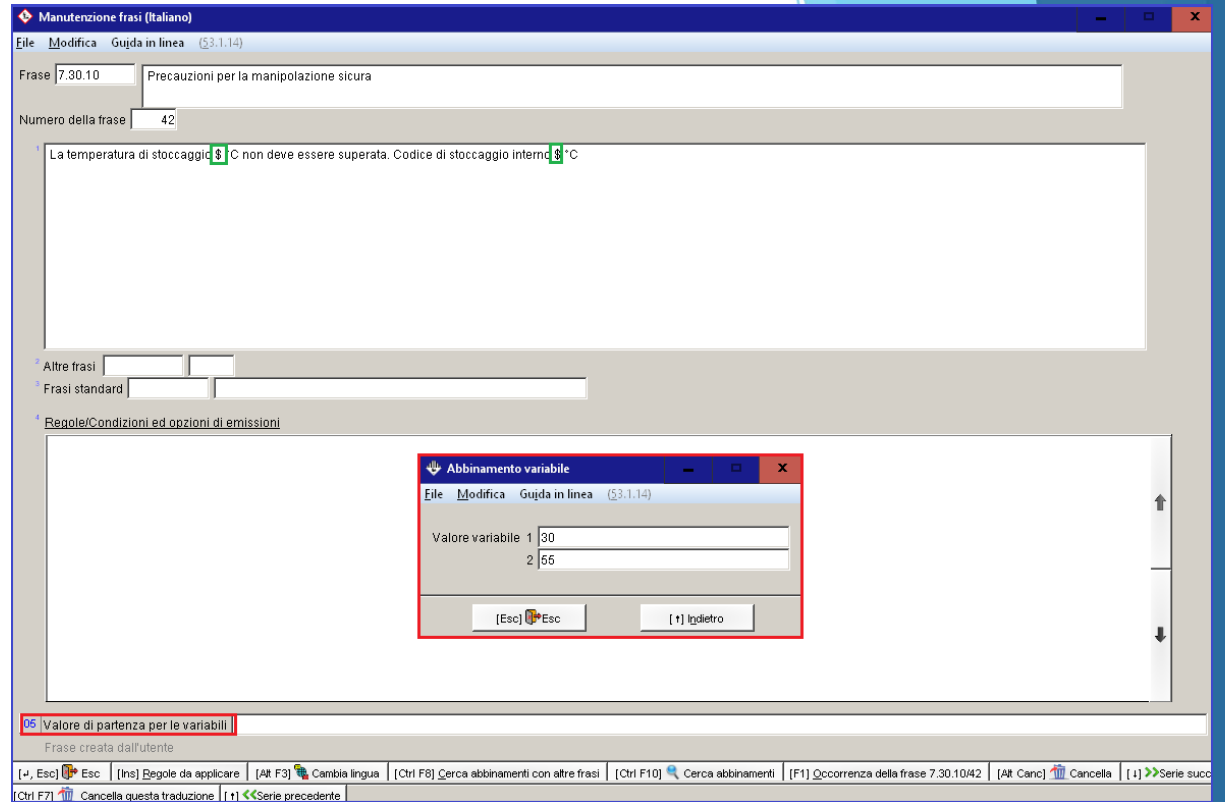 Manutenzione frasi (Italiano)
File Modifica Guida in linea (53.1.14)
Frase 7.30.10 Precauzioni per la manipolazione sicura
Numero della frase 42
1 La temperatura di stoccaggio $ °C non deve essere superata. Codice di stoccaggio interno $ °C
2 Altre frasi
3 Frasi standard
4 Regole/Condizioni ed opzioni di emissioni
Abbinamento variabile
File Modifica Guida in linea (53.1.14)
Valore variabile 1 30
2 55
[Esc] Esc [↑] Indietro
05 Valore di partenza per le variabili
Frase creata dall'utente
[↵, Esc] Esc [Ins] Regole da applicare [Alt F3] Cambia lingua [Ctrl F8] Cerca abbinamenti con altre frasi [Ctrl F10] Cerca abbinamenti [F1] Occorrenza della frase 7.30.10/42 [Alt Canc] Cancella [↓] >>Serie succ
[Ctrl F7] Cancella questa traduzione [↑] <<Serie precedente